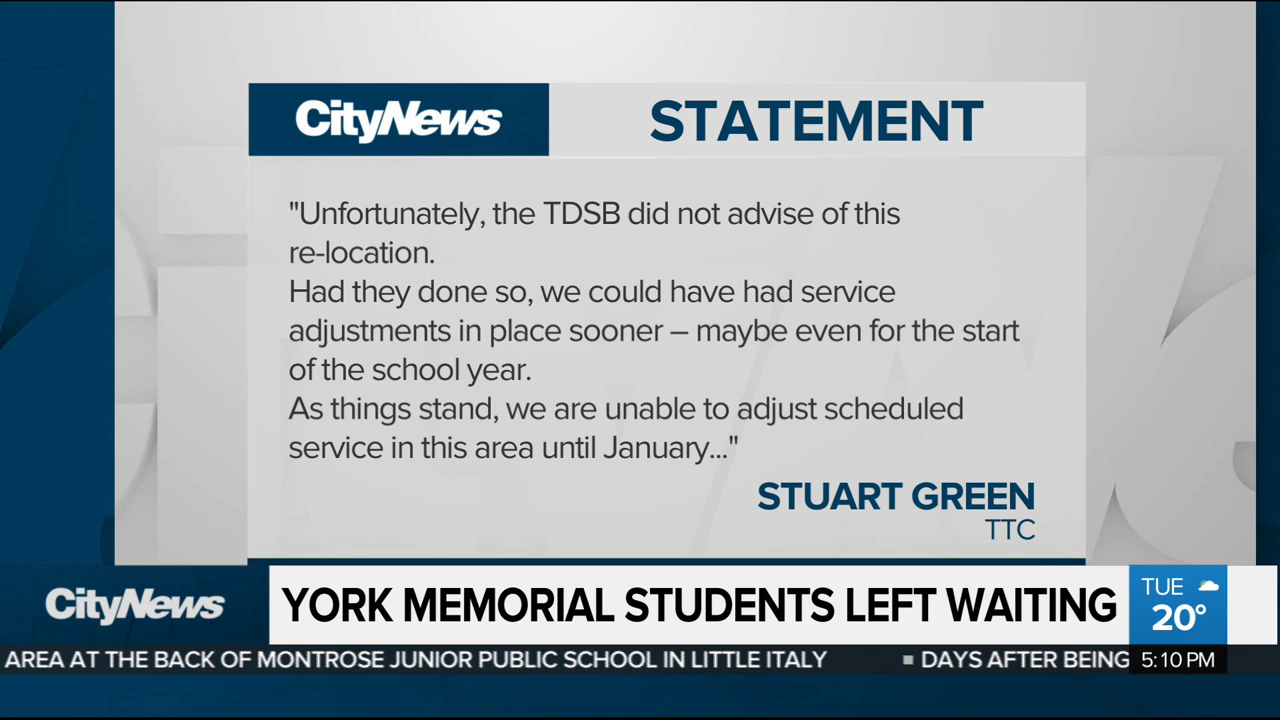 CityNews
STATEMENT
"Unfortunately, the TDSB did not advise of this
re-location.
Had they done so, we could have had service
adjustments in place sooner – maybe even for the start
of the school year.
As things stand, we are unable to adjust scheduled
service in this area until January..."
STUART GREEN
TTC
CityNews
YORK MEMORIAL STUDENTS LEFT WAITING
TUE
20°
AREA AT THE BACK OF MONTROSE JUNIOR PUBLIC SCHOOL IN LITTLE ITALY ■ DAYS AFTER BEING
5:10 PM